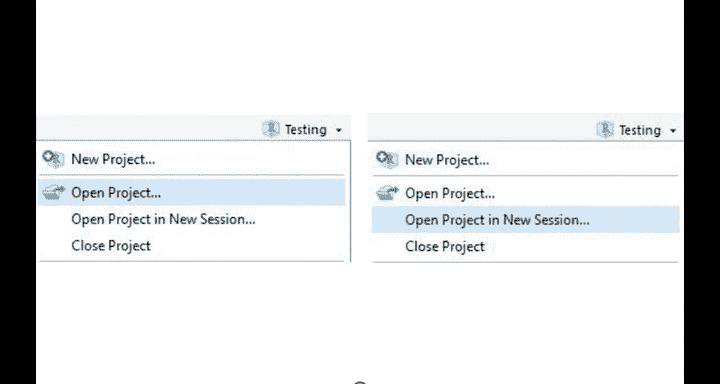 Testing
New Project...
Open Project...
Open Project in New Session...
Close Project
Testing
New Project...
Open Project...
Open Project in New Session...
Close Project